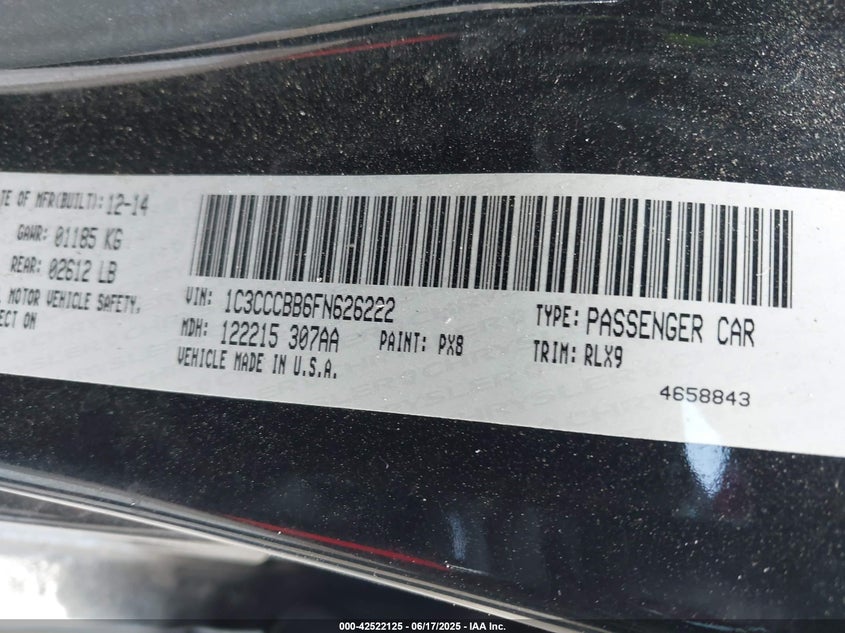 TE OF MFR(BUILT): 12-14
GAWR: 01185 KG
REAR: 02612 LB
MOTOR VEHICLE SAFETY,
ECT ON
VIN: 1C3CCCBB6FN626222
TYPE: PASSENGER CAR
MDH: 122215 307AA PAINT: PX8
TRIM: RLX9
VEHICLE MADE IN U.S.A.
4658843
000-42522125 - 06/17/2025 - IAA Inc.